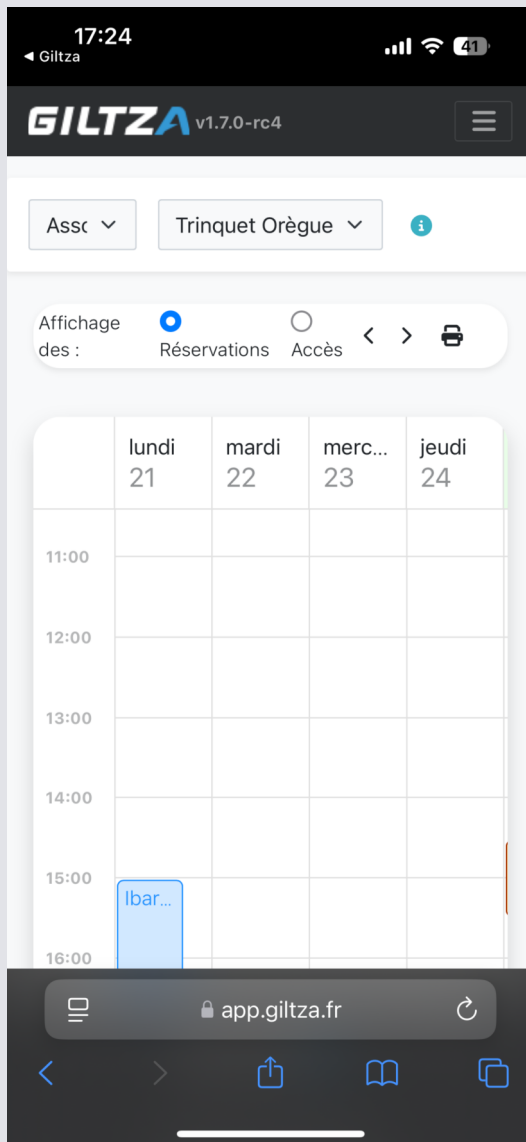 17:24
◀ Giltza
41
GILTZA v1.7.0-rc4
Assc
Trinquet Orègue
Affichage des :
Réservations
Accès
lundi 21
mardi 22
merc... 23
jeudi 24
11:00
12:00
13:00
14:00
15:00
Ibar...
16:00
app.giltza.fr